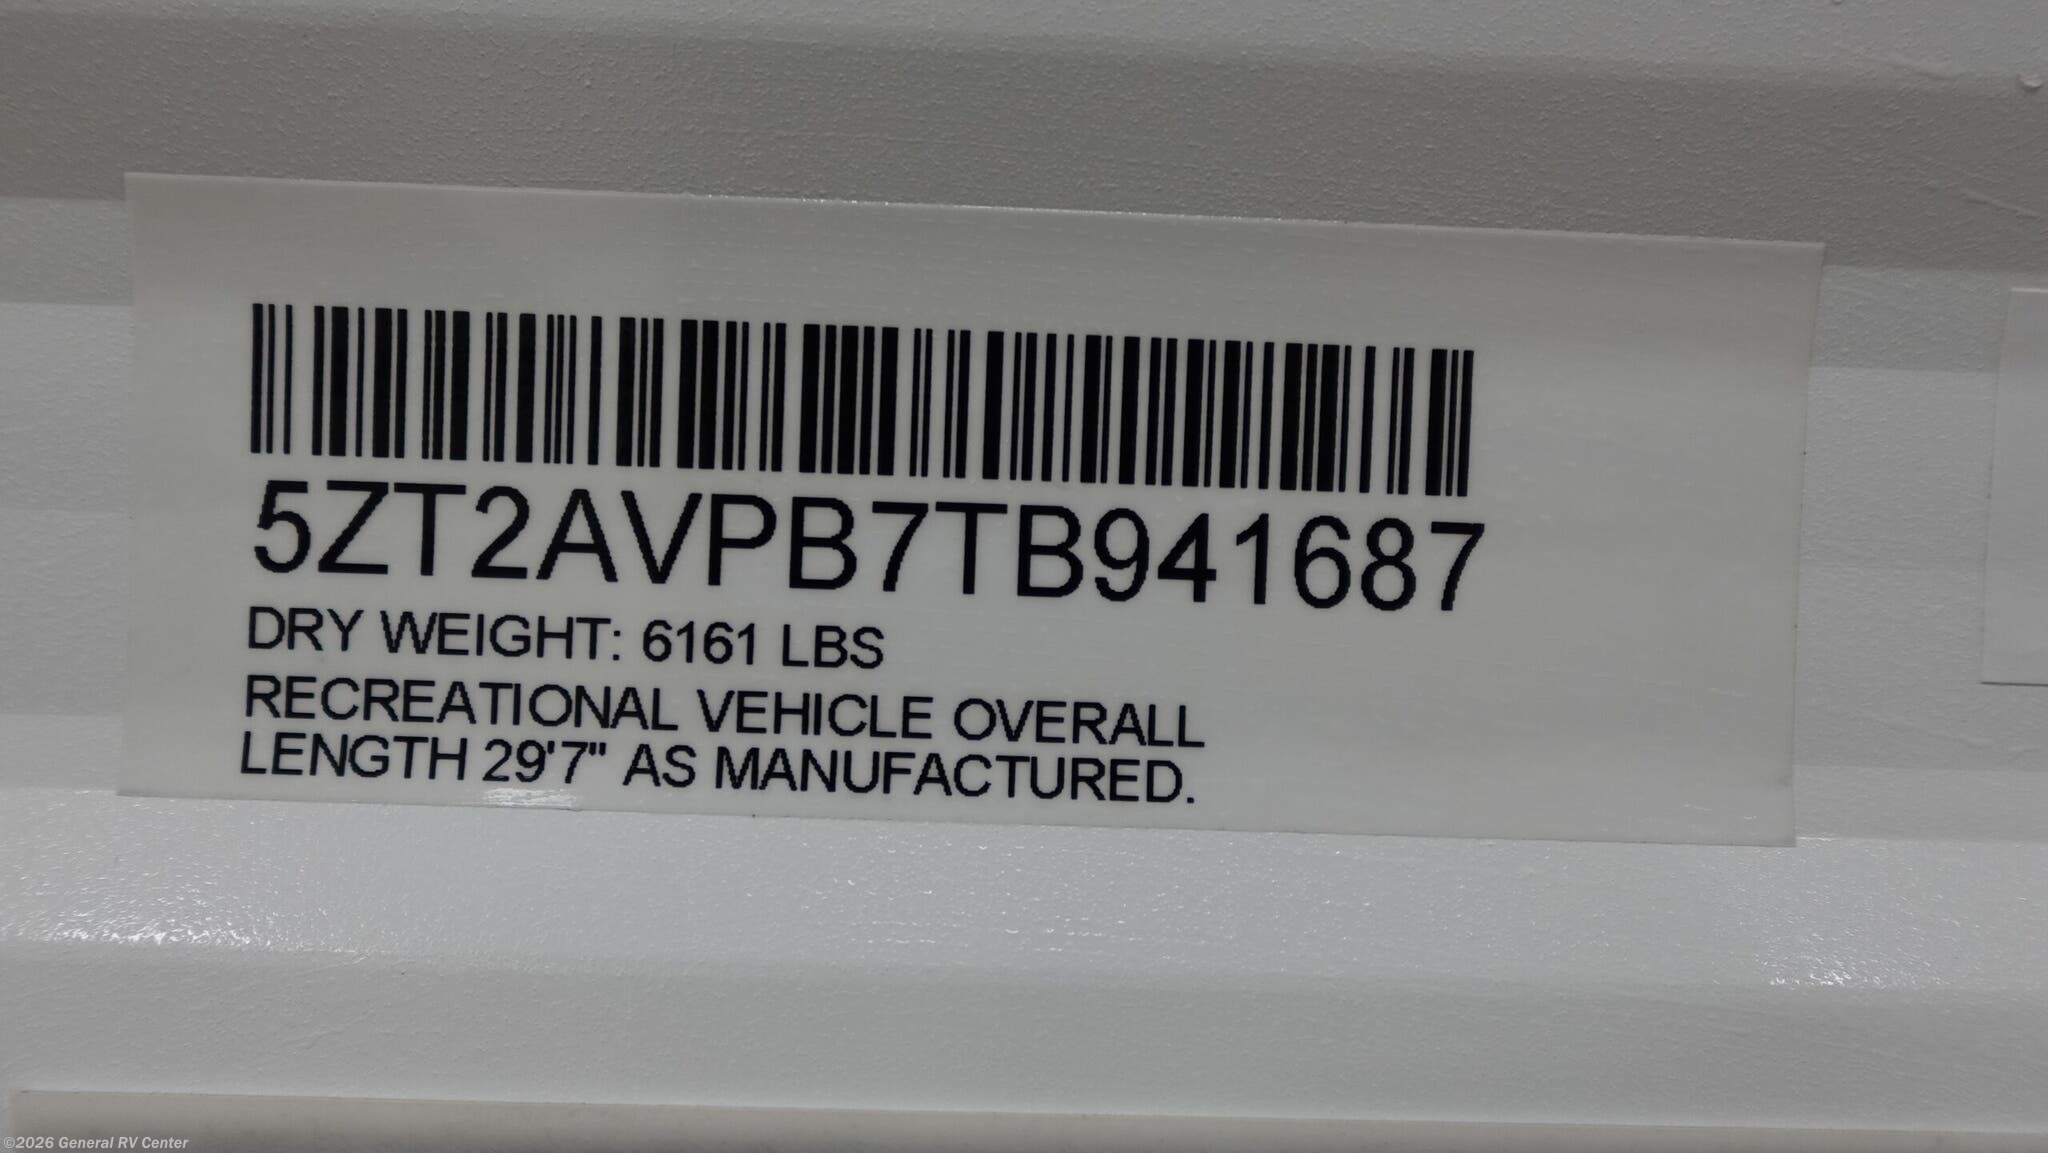 5ZT2AVPB7TB941687
DRY WEIGHT: 6161 LBS
RECREATIONAL VEHICLE OVERALL
LENGTH 29'7" AS MANUFACTURED.
©2026 General RV Center